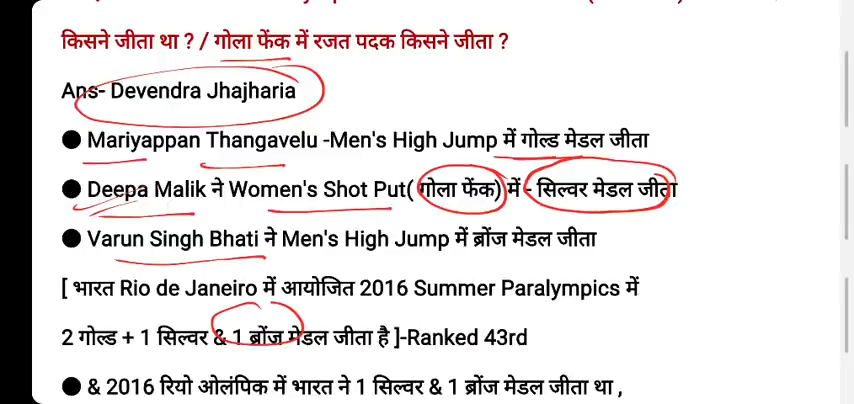 किसने जीता था ? / गोला फेंक में रजत पदक किसने जीता ?
Ans- Devendra Jhajharia
● Mariyappan Thangavelu -Men's High Jump में गोल्ड मेडल जीता
● Deepa Malik ने Women's Shot Put( गोला फेंक) में - सिल्वर मेडल जीता
● Varun Singh Bhati ने Men's High Jump में ब्रोंज मेडल जीता
[ भारत Rio de Janeiro में आयोजित 2016 Summer Paralympics में
2 गोल्ड + 1 सिल्वर & 1 ब्रोंज मेडल जीता है ]-Ranked 43rd
● & 2016 रियो ओलंपिक में भारत ने 1 सिल्वर & 1 ब्रोंज मेडल जीता था ,